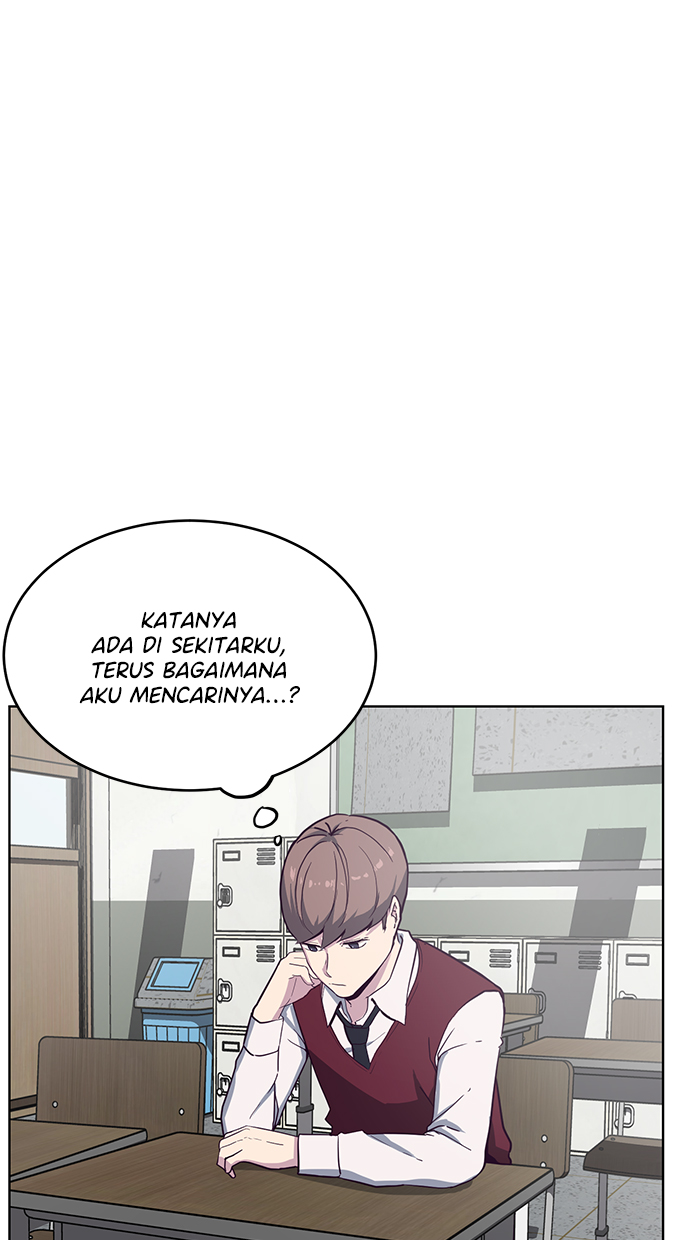 KATANYA
ADA DI SEKITARKU,
TERUS BAGAIMANA
AKU MENCARINYA...?